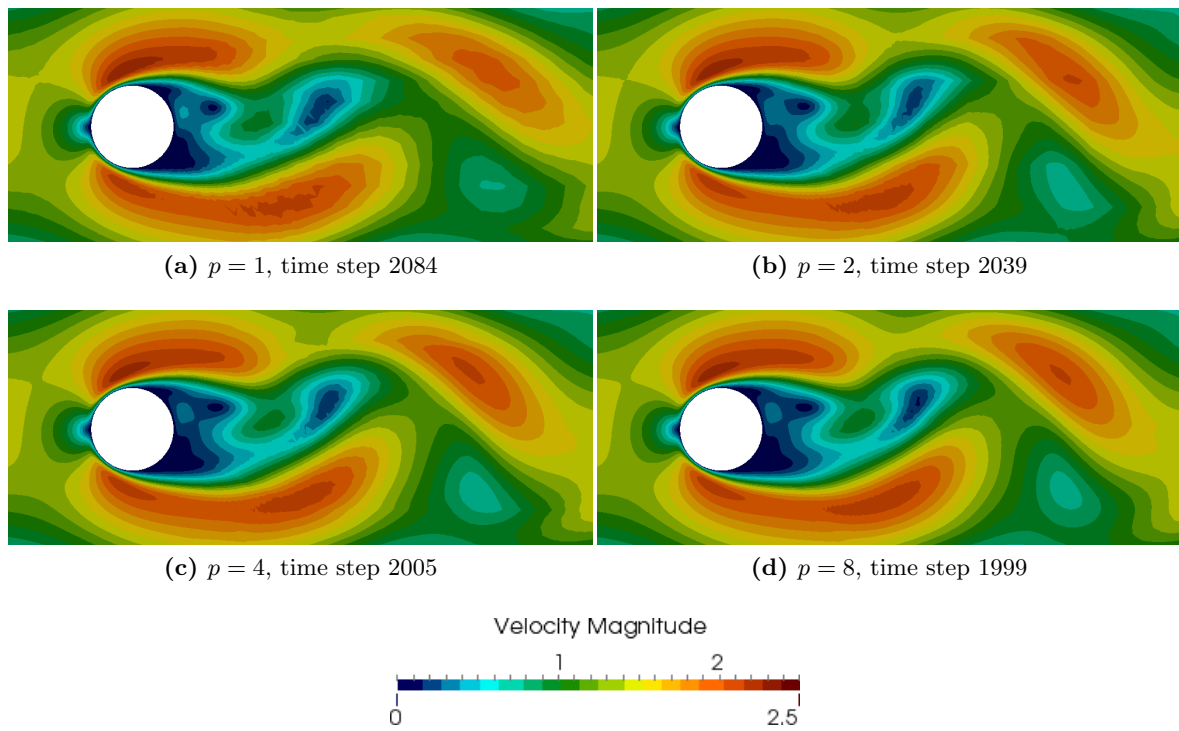 (a) p = 1, time step 2084
(b) p = 2, time step 2039
(c) p = 4, time step 2005
(d) p = 8, time step 1999
Velocity Magnitude
1 2
0 2.5